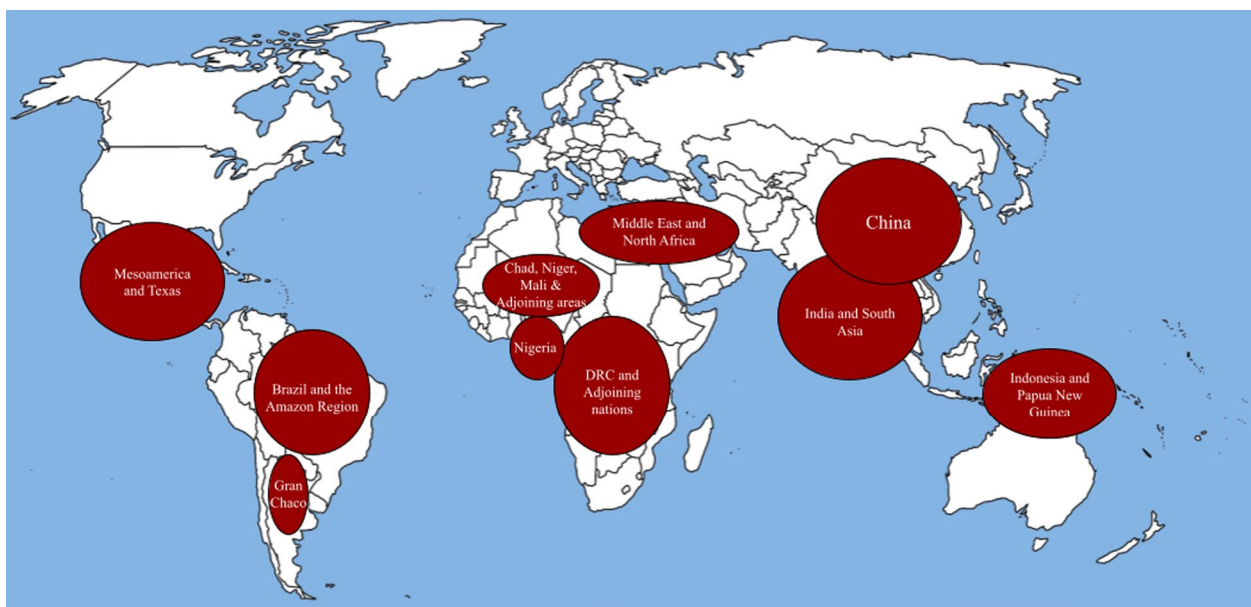 Middle East and
North Africa
China
Mesoamerica
and Texas
Chad, Niger,
Mali &
Adjoining areas
India and South
Asia
Nigeria
Brazil and the
Amazon Region
DRC and
Adjoining
nations
Indonesia and
Papua New
Guinea
Gran
Chaco